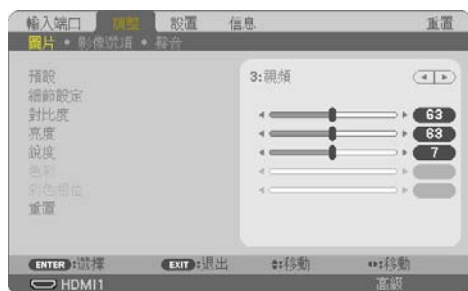 輸入端口 調整 設置 信息 重置
圖片 • 影像選項 • 聲音
預設 3:視頻
細節設定
對比度 63
亮度 63
銳度 7
色彩
彩色相位
重置
ENTER:選擇 EXIT:退出 :移動 :移動
HDMI1 高級